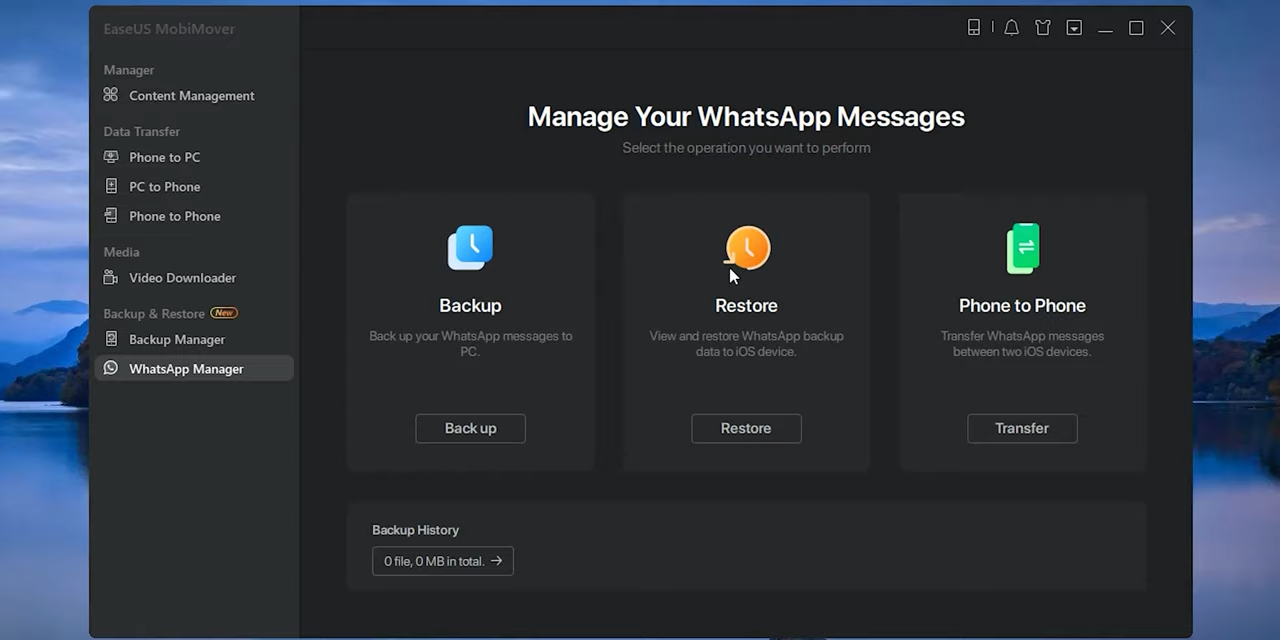 EaseUS MobiMover
Manager
Content Management
Data Transfer
Phone to PC
PC to Phone
Phone to Phone
Media
Video Downloader
Backup & Restore New
Backup Manager
WhatsApp Manager
Manage Your WhatsApp Messages
Select the operation you want to perform
Backup
Back up your WhatsApp messages to
PC.
Back up
Restore
View and restore WhatsApp backup
data to iOS device.
Restore
Phone to Phone
Transfer WhatsApp messages
between two iOS devices.
Transfer
Backup History
0 file, 0 MB in total.